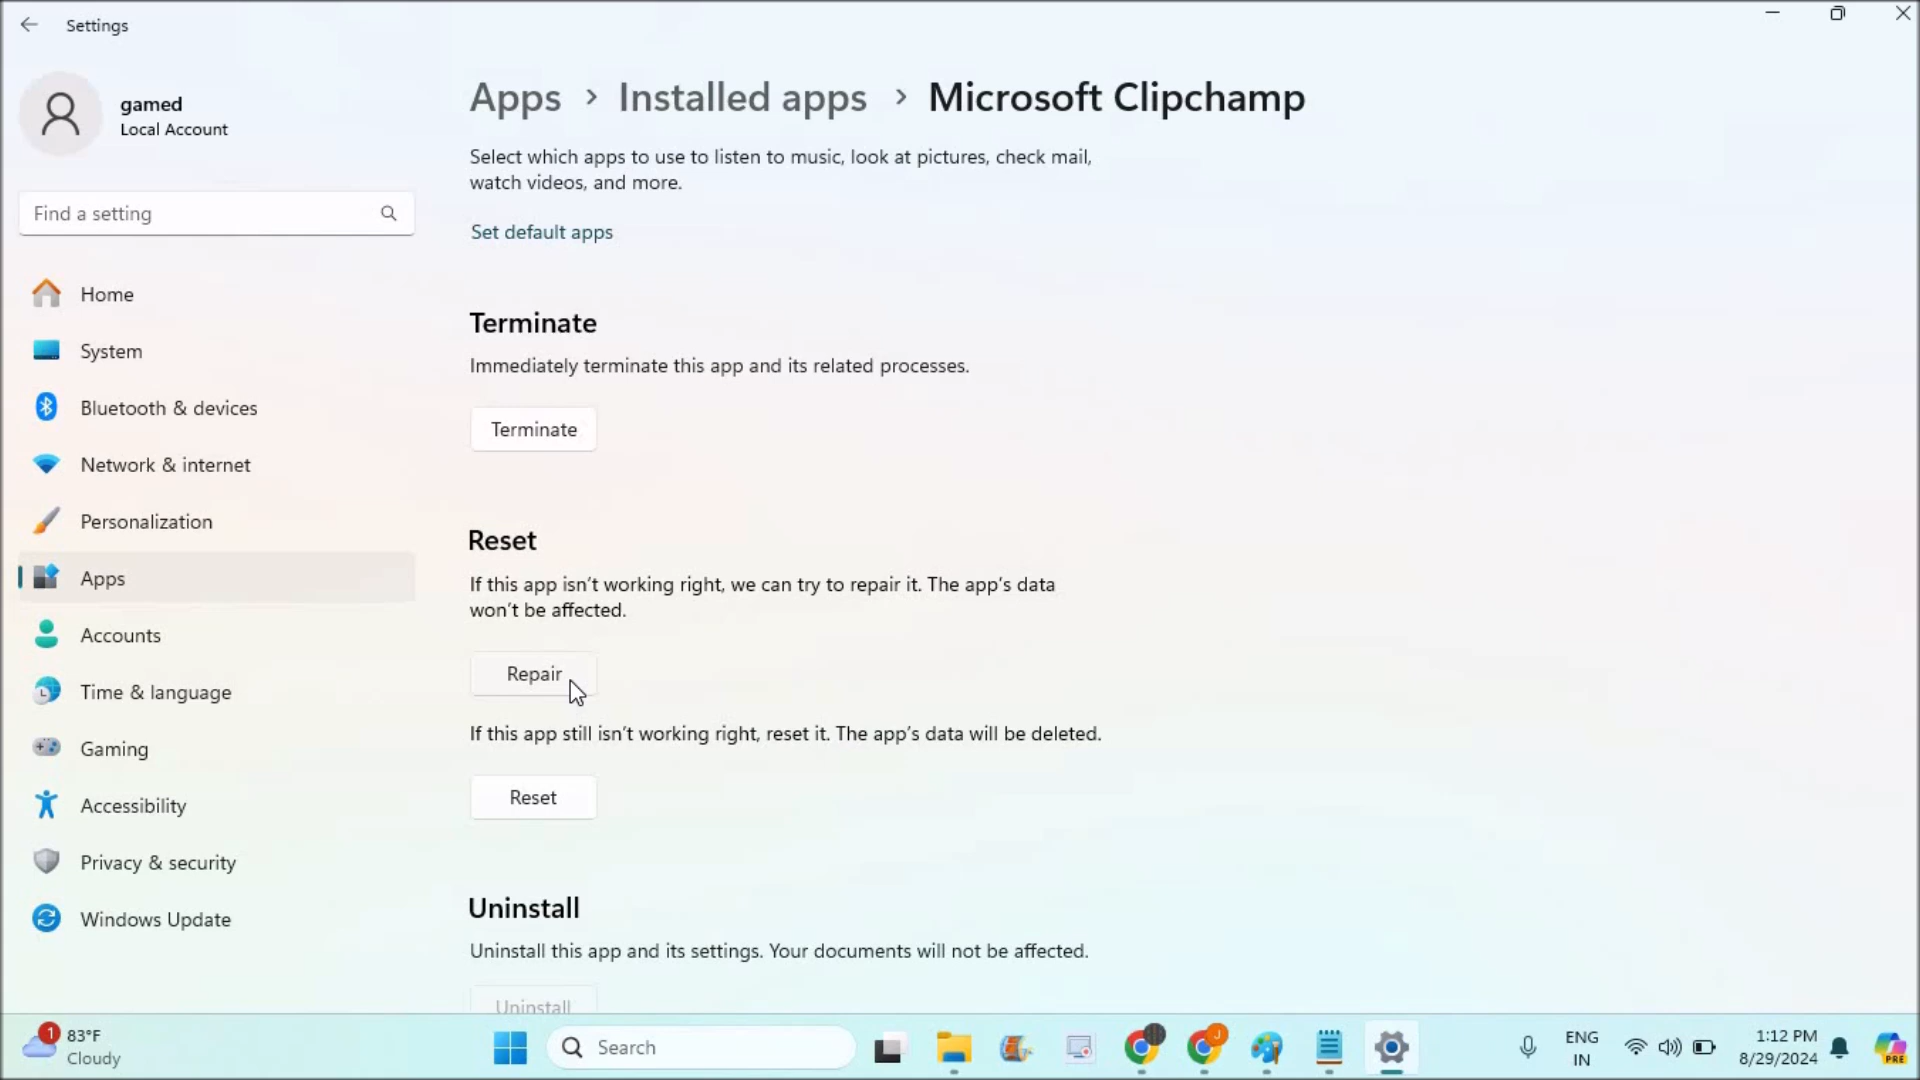 Settings
gamed
Local Account
Find a setting
Home
System
Bluetooth & devices
Network & internet
Personalization
Apps
Accounts
Time & language
Gaming
Accessibility
Privacy & security
Windows Update
Apps > Installed apps > Microsoft Clipchamp
Select which apps to use to listen to music, look at pictures, check mail,
watch videos, and more.
Set default apps
Terminate
Immediately terminate this app and its related processes.
Terminate
Reset
If this app isn't working right, we can try to repair it. The app's data
won't be affected.
Repair
If this app still isn't working right, reset it. The app's data will be deleted.
Reset
Uninstall
Uninstall this app and its settings. Your documents will not be affected.
Uninstall
1
83°F
Cloudy
Search
J
ENG
IN
1:12 PM
8/29/2024
PRE